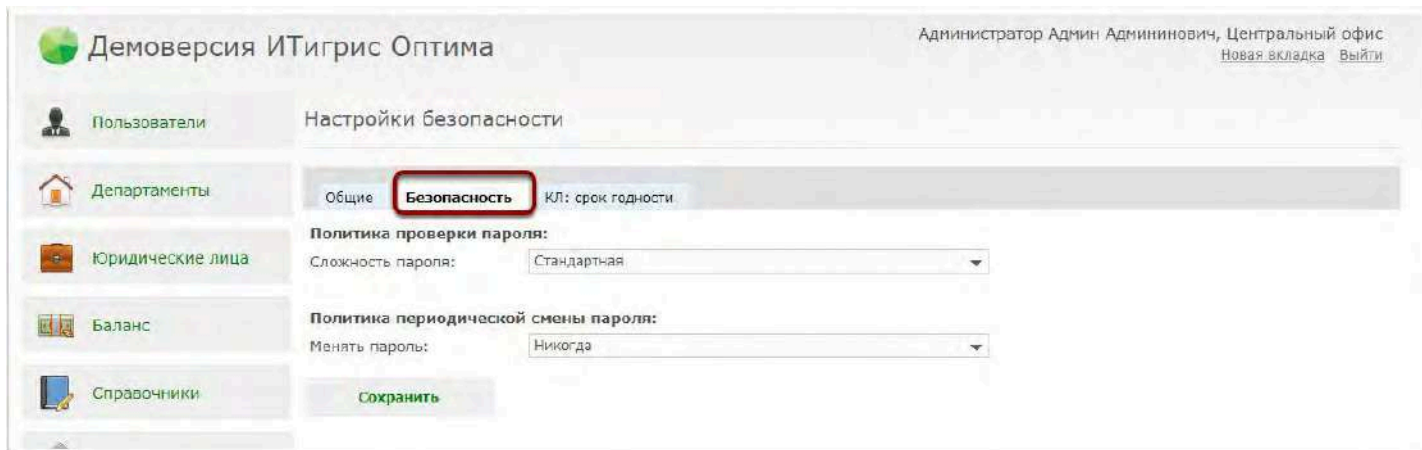 Демоверсия ИТигрис Оптима
Администратор Админ Админинович, Центральный офис
Новая вкладка Выйти
Пользователи
Настройки безопасности
Департаменты
Общие Безопасность КЛ: срок годности
Политика проверки пароля:
Юридические лица
Сложность пароля: Стандартная
Политика периодической смены пароля:
Баланс
Менять пароль: Никогда
Справочники
Сохранить